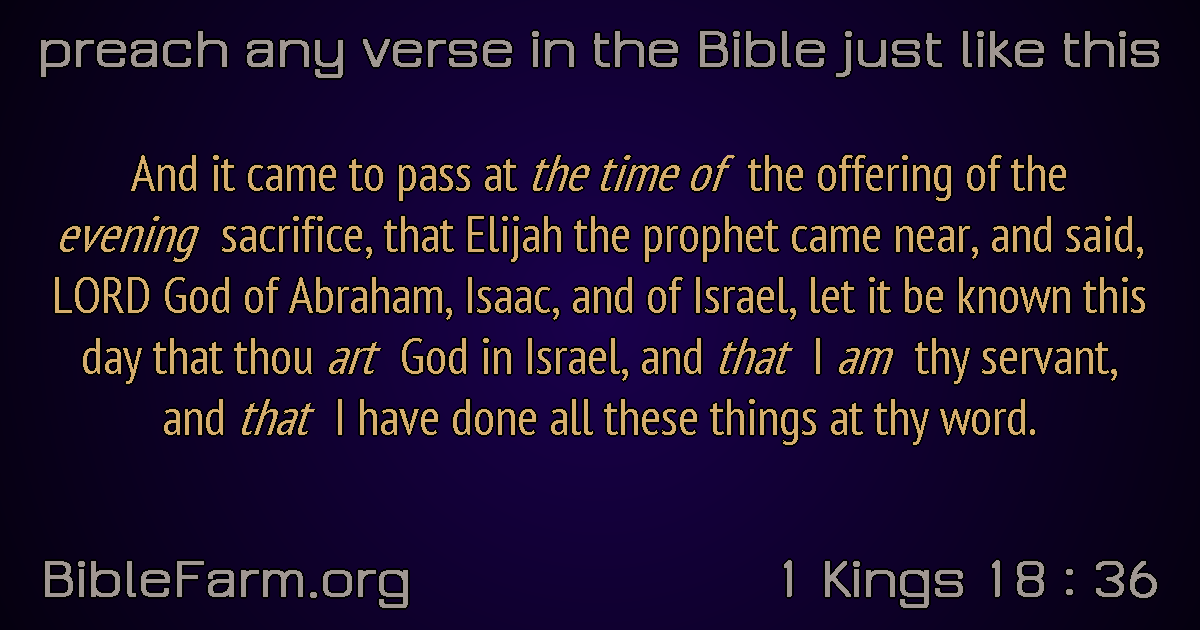 preach any verse in the Bible just like this
And it came to pass at the time of the offering of the
evening sacrifice, that Elijah the prophet came near, and said,
LORD God of Abraham, Isaac, and of Israel, let it be known this
day that thou art God in Israel, and that I am thy servant,
and that I have done all these things at thy word.
BibleFarm.org
1 Kings 18 : 36